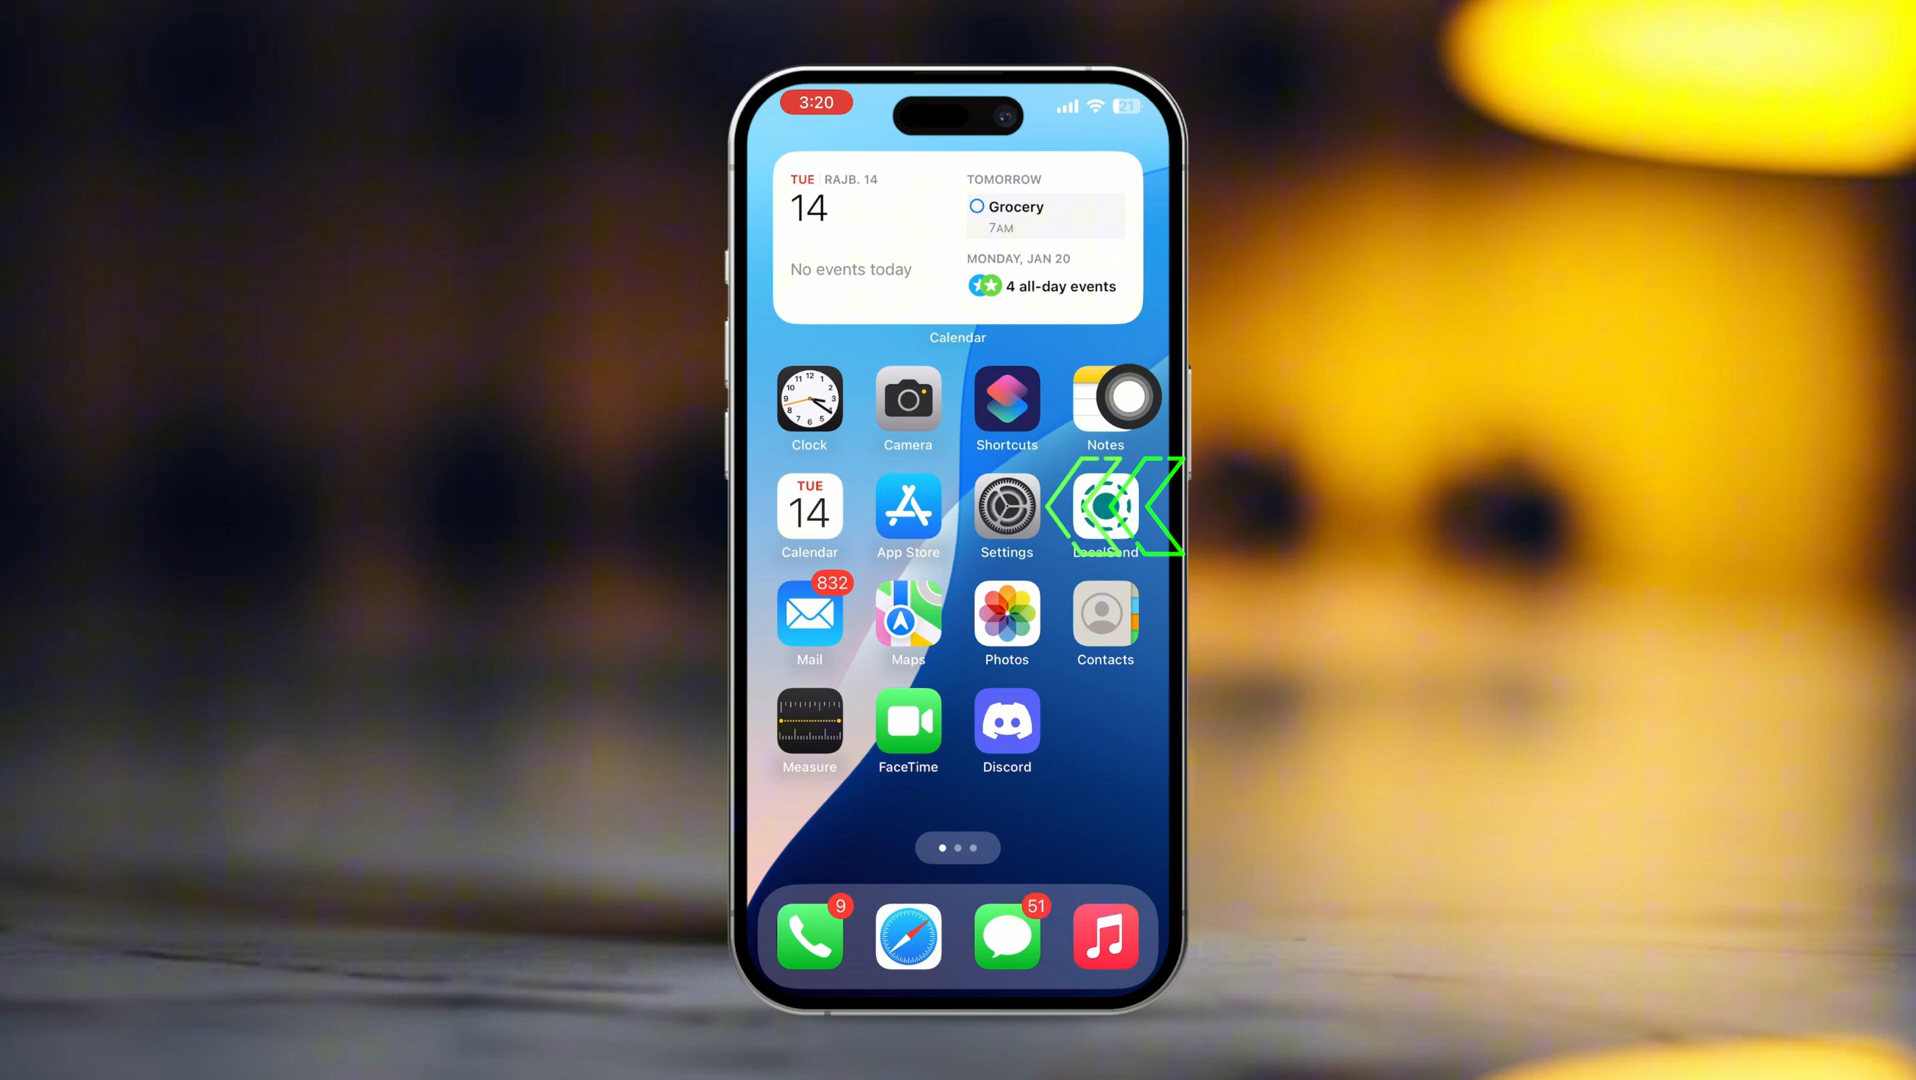 3:20
21
TUE RAJB. 14
14
No events today
TOMORROW
Grocery
7AM
MONDAY, JAN 20
4 all-day events
Calendar
Clock
Camera
Shortcuts
Notes
TUE
14
Calendar
App Store
Settings
LocalSend
832
Mail
Maps
Photos
Contacts
Measure
FaceTime
Discord
9
51